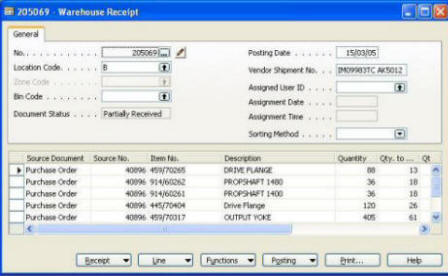 205069 - Warehouse Receipt
General
No. . . . . . . . . . . . . 205069 Posting Date . . . . . . 15/03/05
Location Code. . . . . . B Vendor Shipment No. . . IM09983TC AK5012
Zone Code . . . . . . . . Assigned User ID . . . .
Bin Code . . . . . . . . . Assignment Date . . . .
Document Status . . . . Partially Received Assignment Time . . . .
Sorting Method . . . . .
Source Document Source No. Item No. Description Quantity Qty. to ... Qt
Purchase Order 40896 459/70265 DRIVE FLANGE 88 13
Purchase Order 40896 914/60262 PROPSHAFT 1480 36 18
Purchase Order 40896 914/60261 PROPSHAFT 1400 36 18
Purchase Order 40896 445/70404 Drive Flange 120 26
Purchase Order 40896 459/70317 OUTPUT YOKE 405 61
Receipt Line Functions Posting Print... Help